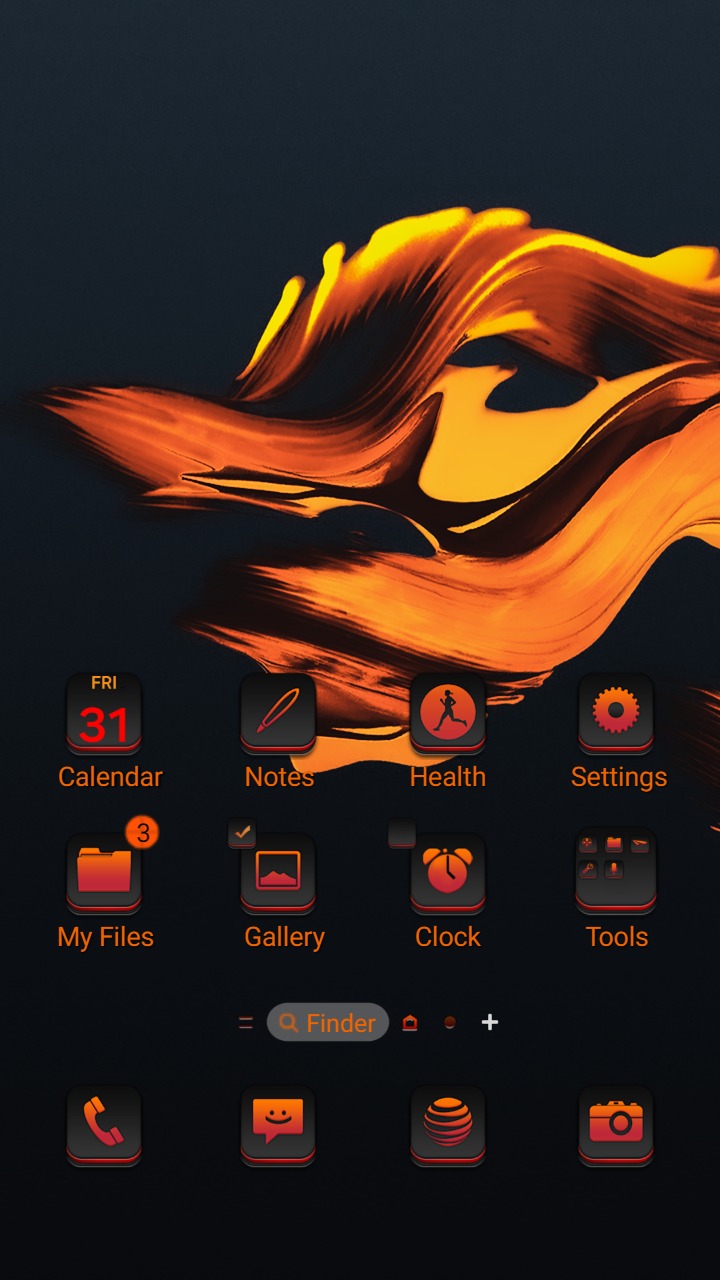 FRI
31
Calendar
Notes
Health
Settings
3
My Files
Gallery
Clock
Tools
Finder